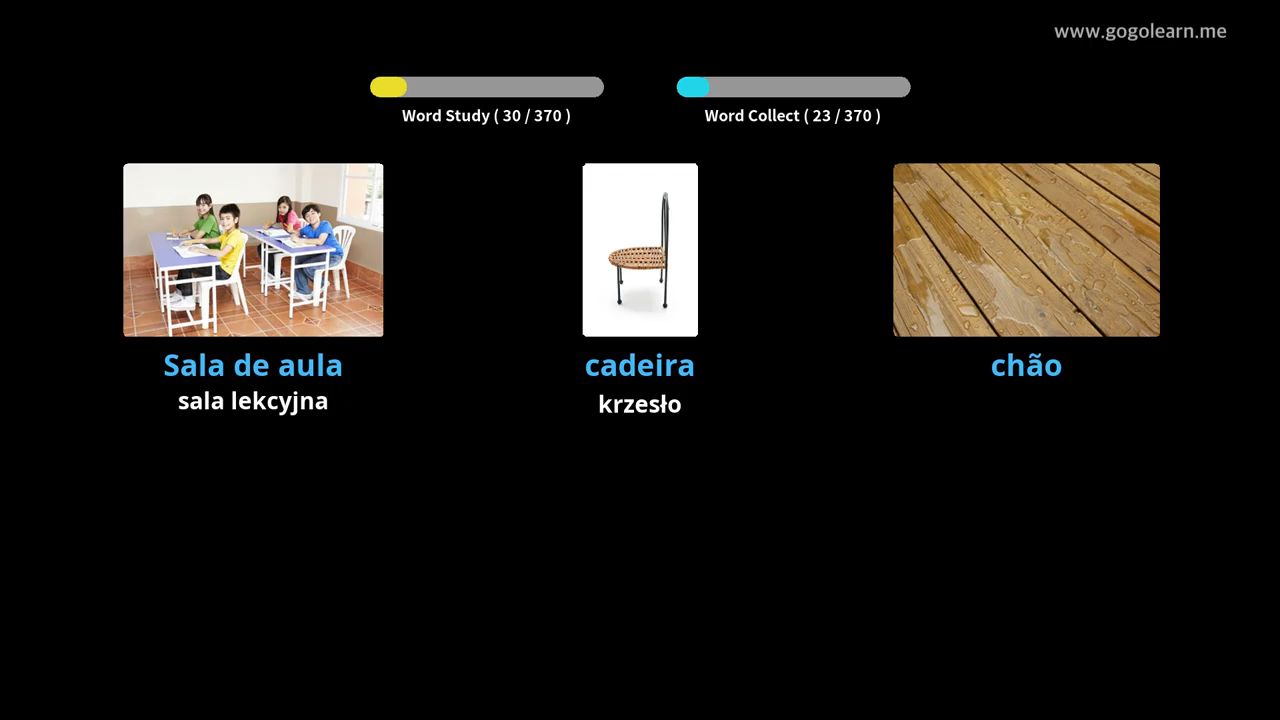 www.gogolearn.me
Word Study ( 30 / 370 )
Word Collect ( 23 / 370 )
Sala de aula
cadeira
chão
sala lekcyjna
krzesło